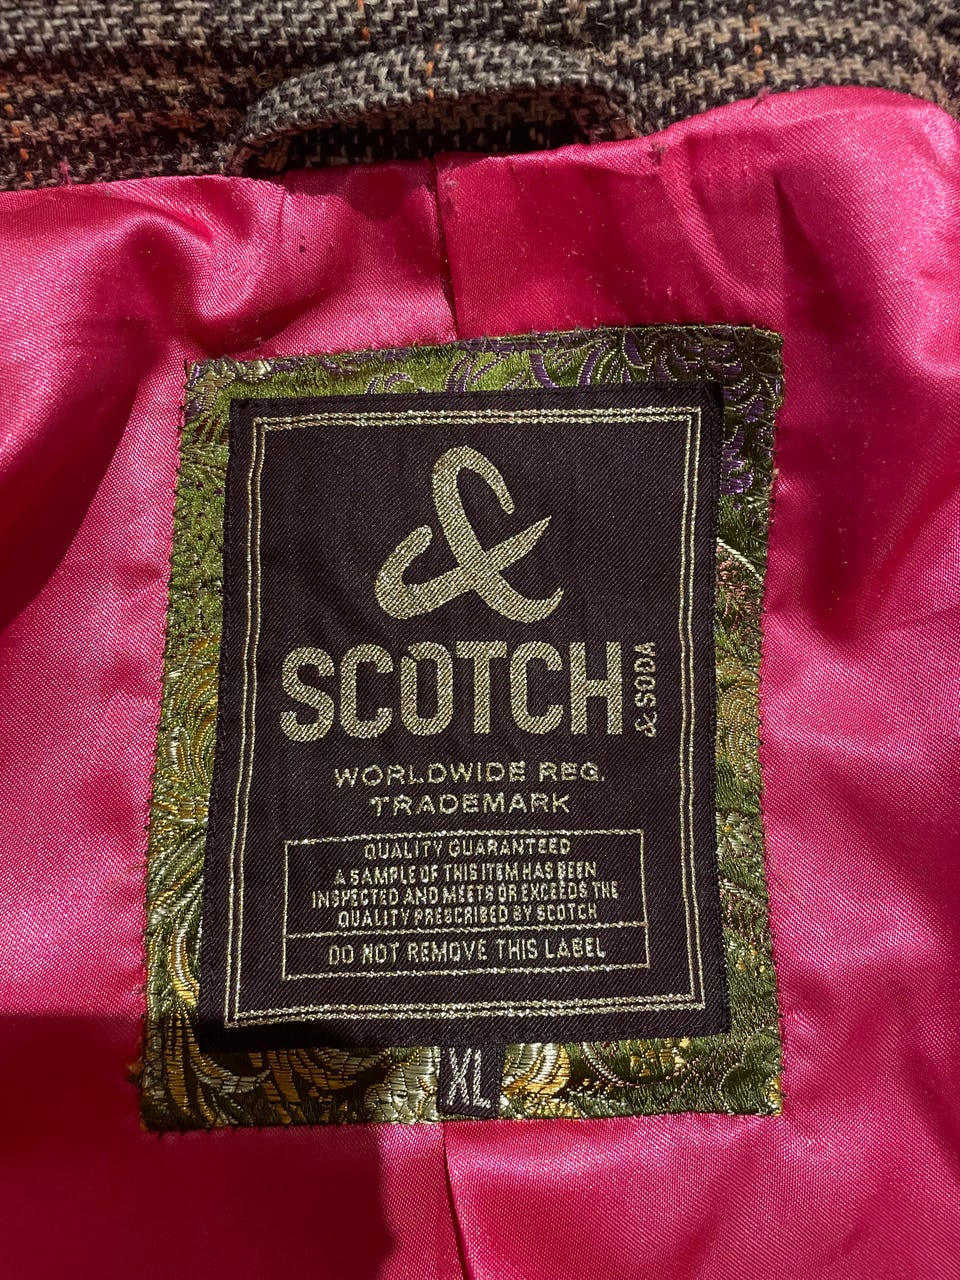 &
SCOTCH
& SODA
WORLDWIDE REG.
TRADEMARK
QUALITY GUARANTEED
A SAMPLE OF THIS ITEM HAS BEEN
INSPECTED AND MEETS OR EXCEEDS THE
QUALITY PRESCRIBED BY SCOTCH
DO NOT REMOVE THIS LABEL
XL